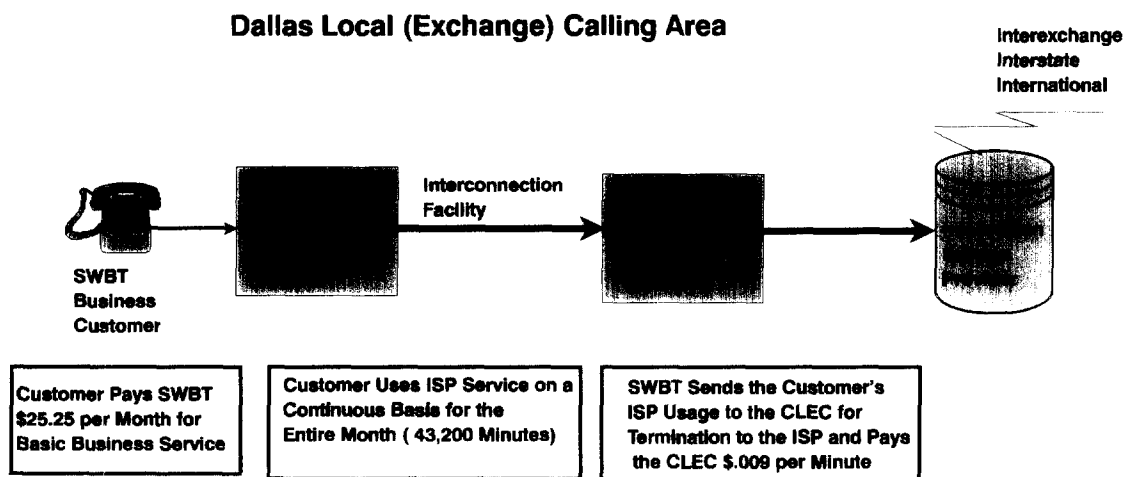 Dallas Local (Exchange) Calling Area
Interexchange
Interstate
International
Interconnection
Facility
SWBT
Business
Customer
Customer Pays SWBT
$25.25 per Month for
Basic Business Service
Customer Uses ISP Service on a
Continuous Basis for the
Entire Month ( 43,200 Minutes)
SWBT Sends the Customer's
ISP Usage to the CLEC for
Termination to the ISP and Pays
the CLEC $.009 per Minute